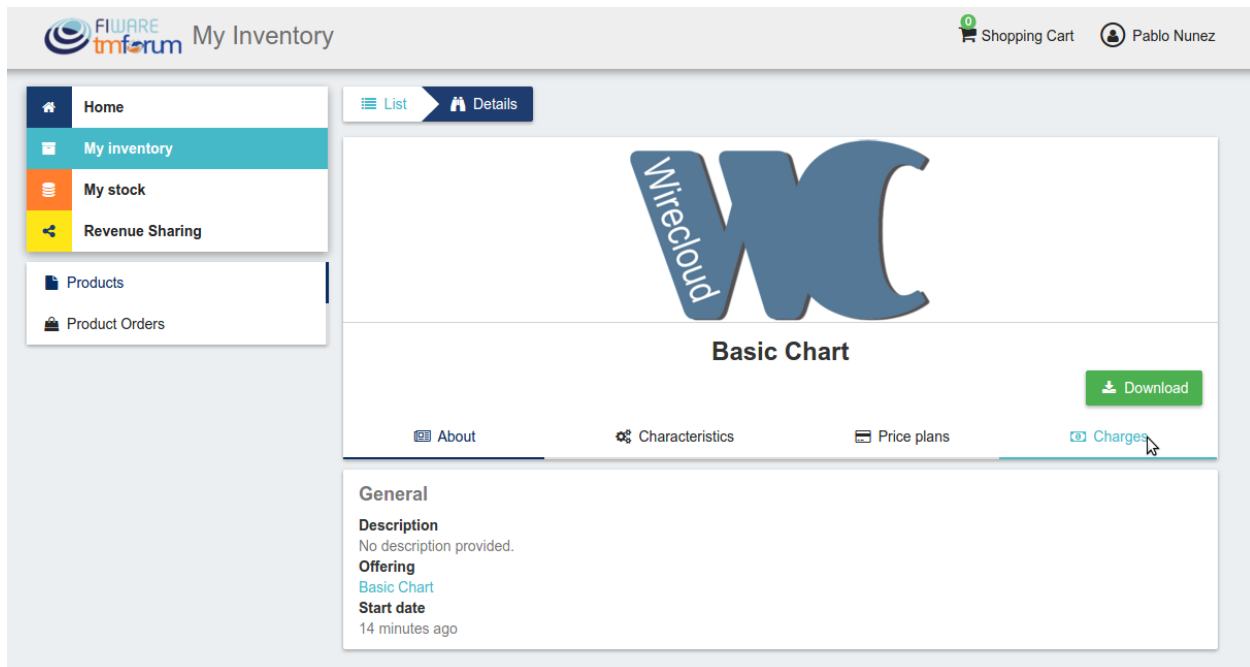 FIWARE
tmforum
My Inventory
0
Shopping Cart
Pablo Nunez
Home
My inventory
My stock
Revenue Sharing
Products
Product Orders
List
Details
Wirecloud
WC
Basic Chart
Download
About
Characteristics
Price plans
Charges
General
Description
No description provided.
Offering
Basic Chart
Start date
14 minutes ago